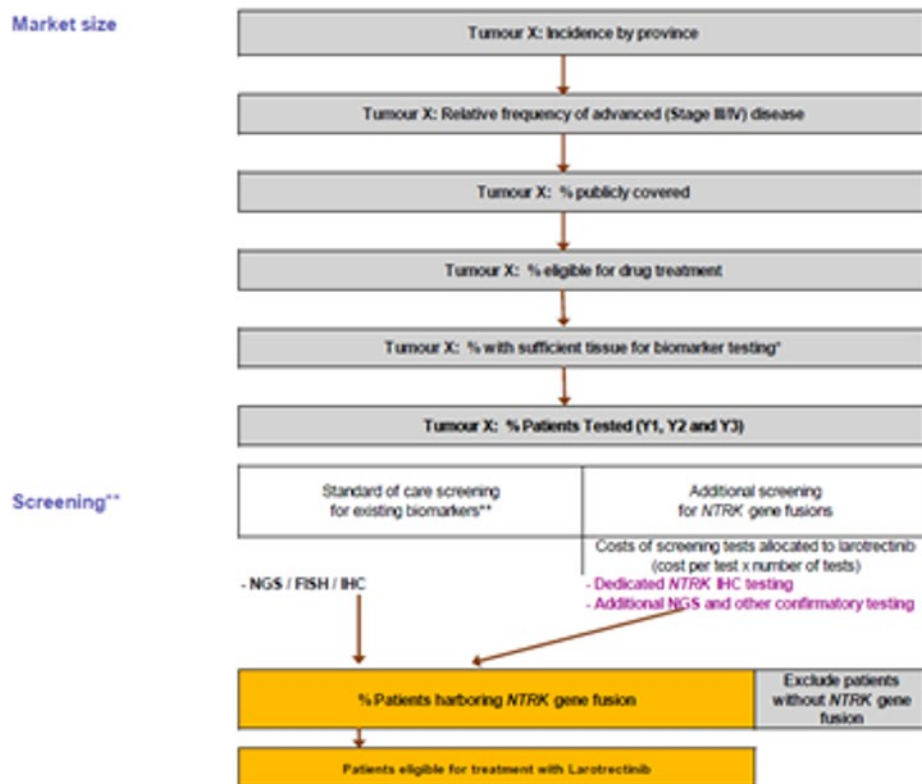 Market size
Tumour X: Incidence by province
Tumour X: Relative frequency of advanced (Stage III/IV) disease
Tumour X: % publicly covered
Tumour X: % eligible for drug treatment
Tumour X: % with sufficient tissue for biomarker testing*
Tumour X: % Patients Tested (Y1, Y2 and Y3)
Screening**
Standard of care screening
for existing biomarkers**
Additional screening
for NTRK gene fusions
Costs of screening tests allocated to larotrectinib
(cost per test x number of tests)
- NGS / FISH / IHC
- Dedicated NTRK IHC testing
- Additional NGS and other confirmatory testing
% Patients harboring NTRK gene fusion
Exclude patients
without NTRK gene
fusion
Patients eligible for treatment with Larotrectinib